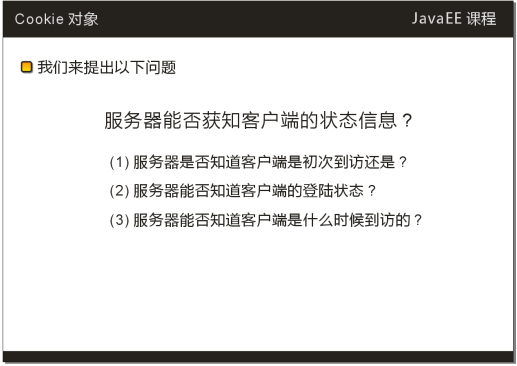 Cookie 对象
JavaEE 课程
我们来提出以下问题
服务器能否获知客户端的状态信息？
(1) 服务器是否知道客户端是初次到访还是？
(2) 服务器能否知道客户端的登陆状态？
(3) 服务器能否知道客户端是什么时候到访的？